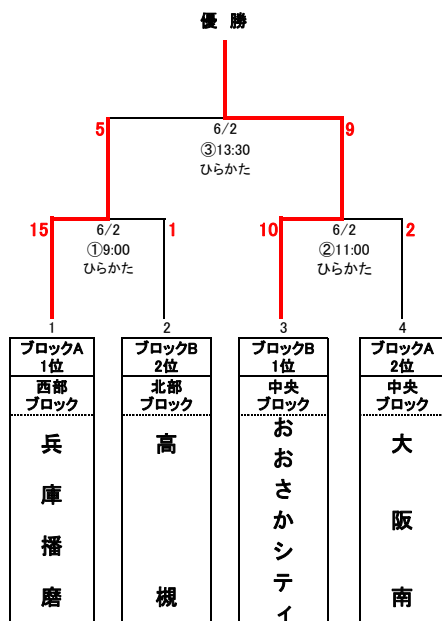 優 勝
5
9
6/2
③13:30
ひらかた
15
1
10
2
6/2
①9:00
ひらかた
6/2
②11:00
ひらかた
1
2
3
4
ブロックA
1位
ブロックB
2位
ブロックB
1位
ブロックA
2位
西部
ブロック
北部
ブロック
中央
ブロック
中央
ブロック
兵庫播磨
高槻
おおさかシティ
大阪南